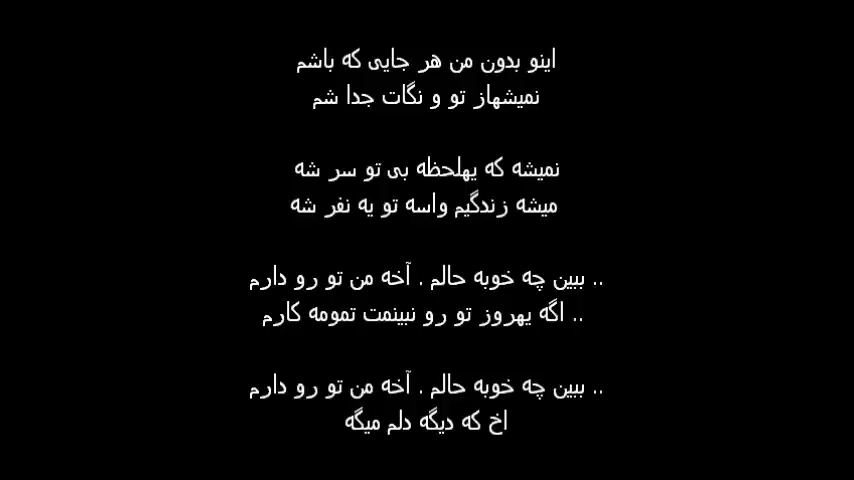 اینو بدون من هر جایی که باشم
نمیشهاز تو و نگات جدا شم
نمیشه که یهلحظه بی تو سر شه
میشه زندگیم واسه تو یه نفر شه
.. ببین چه خوبه حالم . آخه من تو رو دارم
.. اگه یهروز تو رو نبینمت تمومه کارم
.. ببین چه خوبه حالم . آخه من تو رو دارم
اخ که دیگه دلم میگه